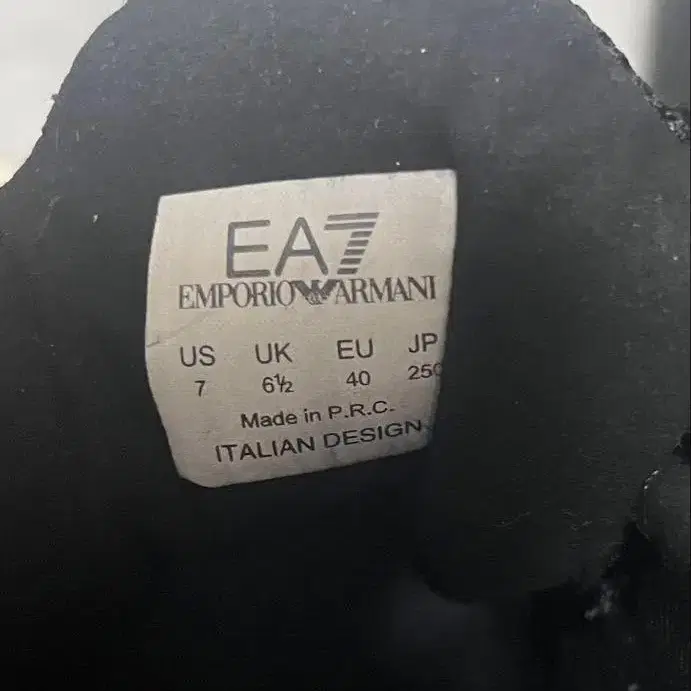 EA7
EMPORIO ARMANI
US UK EU JP
7 6½ 40 250
Made in P.R.C.
ITALIAN DESIGN